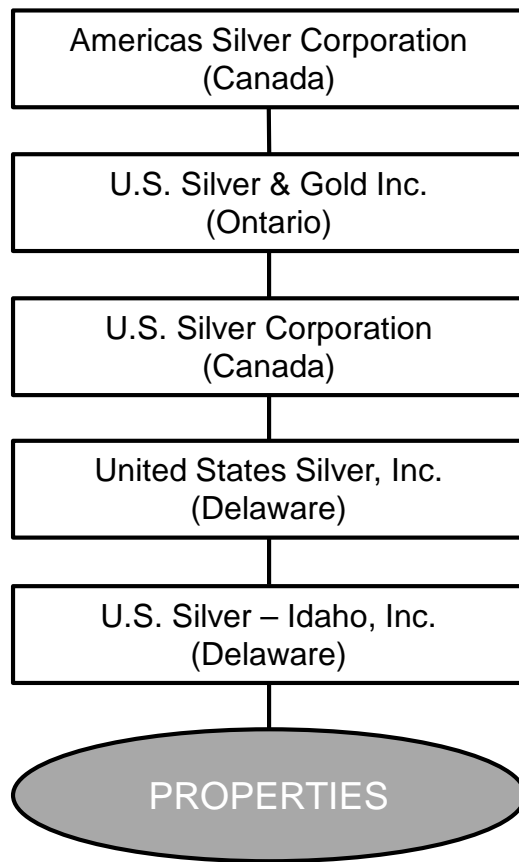 Americas Silver Corporation
(Canada)
U.S. Silver & Gold Inc.
(Ontario)
U.S. Silver Corporation
(Canada)
United States Silver, Inc.
(Delaware)
U.S. Silver – Idaho, Inc.
(Delaware)
PROPERTIES